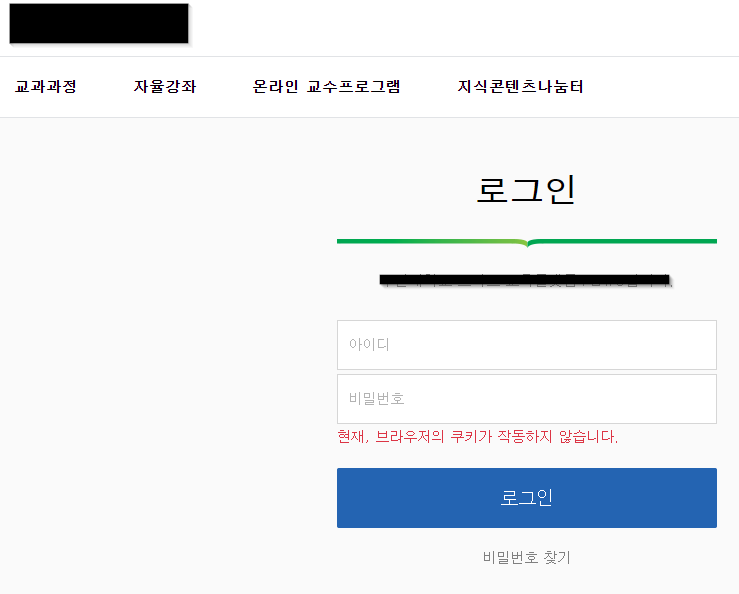 교과과정 자율강좌 온라인 교수프로그램 지식콘텐츠나눔터
로그인
아이디
비밀번호
현재, 브라우저의 쿠키가 작동하지 않습니다.
로그인
비밀번호 찾기